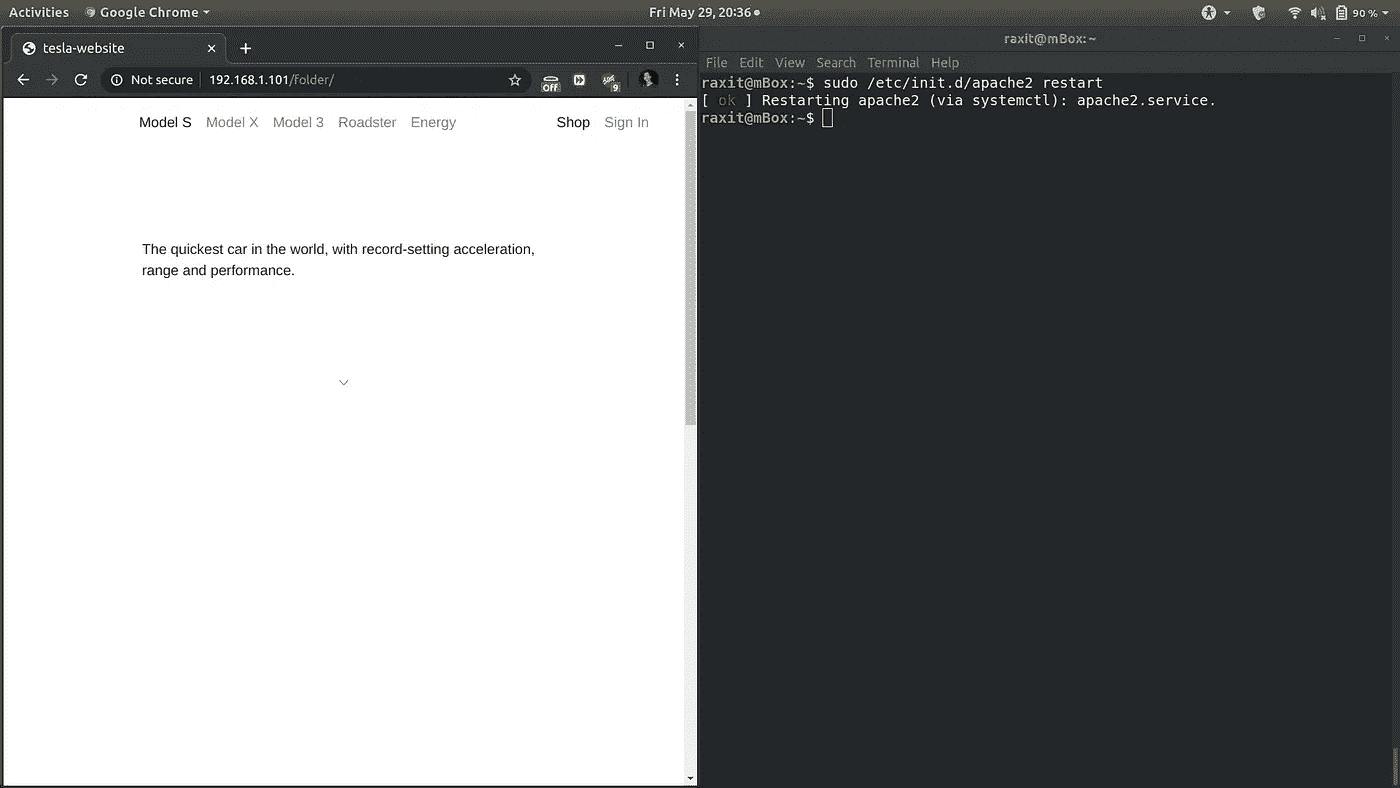 Activities Google Chrome Fri May 29, 20:36 90 %
tesla-website
Not secure 192.168.1.101/folder/ Off 9
Model S Model X Model 3 Roadster Energy Shop Sign In
The quickest car in the world, with record-setting acceleration,
range and performance.
raxit@mBox: ~
File Edit View Search Terminal Help
raxit@mBox:~$ sudo /etc/init.d/apache2 restart
[ ok ] Restarting apache2 (via systemctl): apache2.service.
raxit@mBox:~$